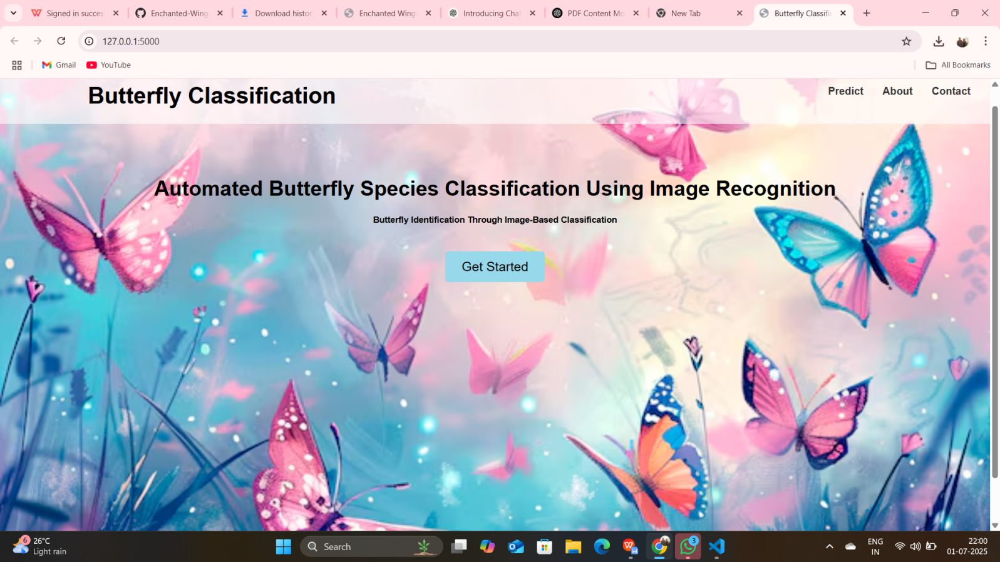 Signed in succes
Enchanted-Wing
Download histor
Enchanted Wing
Introducing Chat
PDF Content Mo
New Tab
Butterfly Classific
127.0.0.1:5000
Gmail
YouTube
All Bookmarks
Butterfly Classification
Predict
About
Contact
Automated Butterfly Species Classification Using Image Recognition
Butterfly Identification Through Image-Based Classification
Get Started
6
26°C
Light rain
Search
3
ENG
IN
22:00
01-07-2025